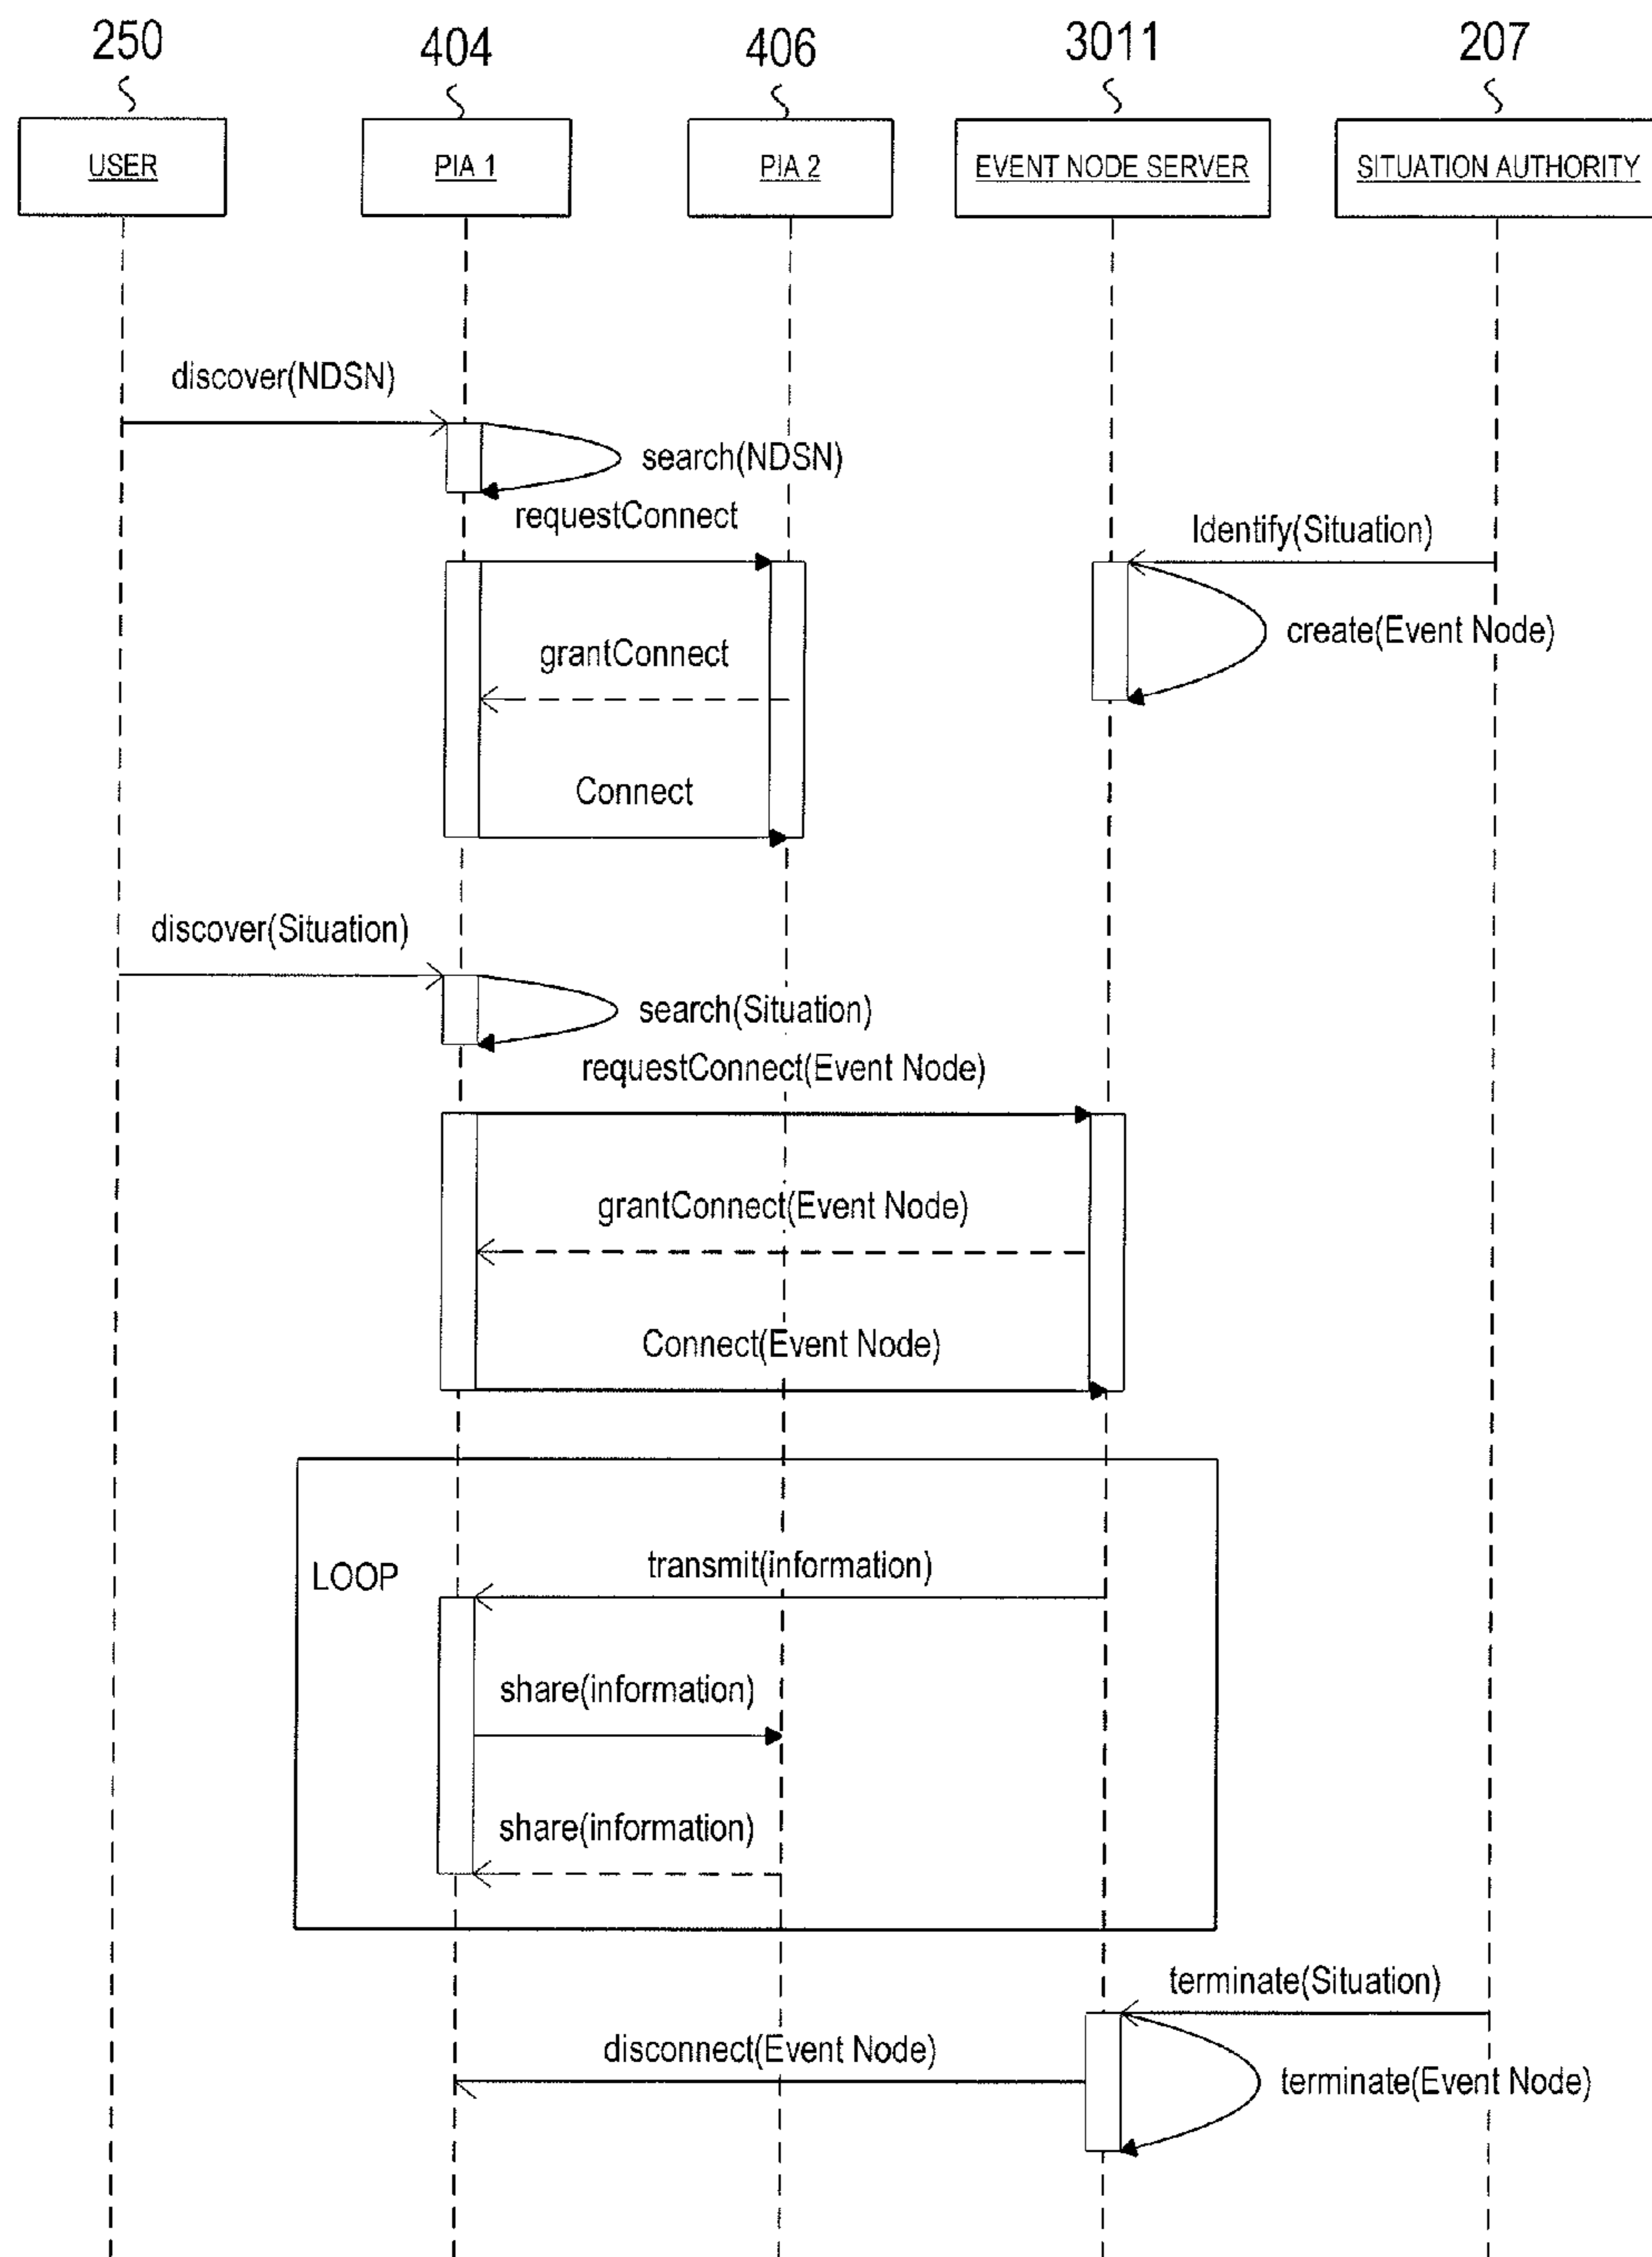 250
404
406
3011
207
USER
PIA 1
PIA 2
EVENT NODE SERVER
SITUATION AUTHORITY
discover(NDSN)
search(NDSN)
requestConnect
Identify(Situation)
create(Event Node)
grantConnect
Connect
discover(Situation)
search(Situation)
requestConnect(Event Node)
grantConnect(Event Node)
Connect(Event Node)
LOOP
transmit(information)
share(information)
share(information)
terminate(Situation)
disconnect(Event Node)
terminate(Event Node)